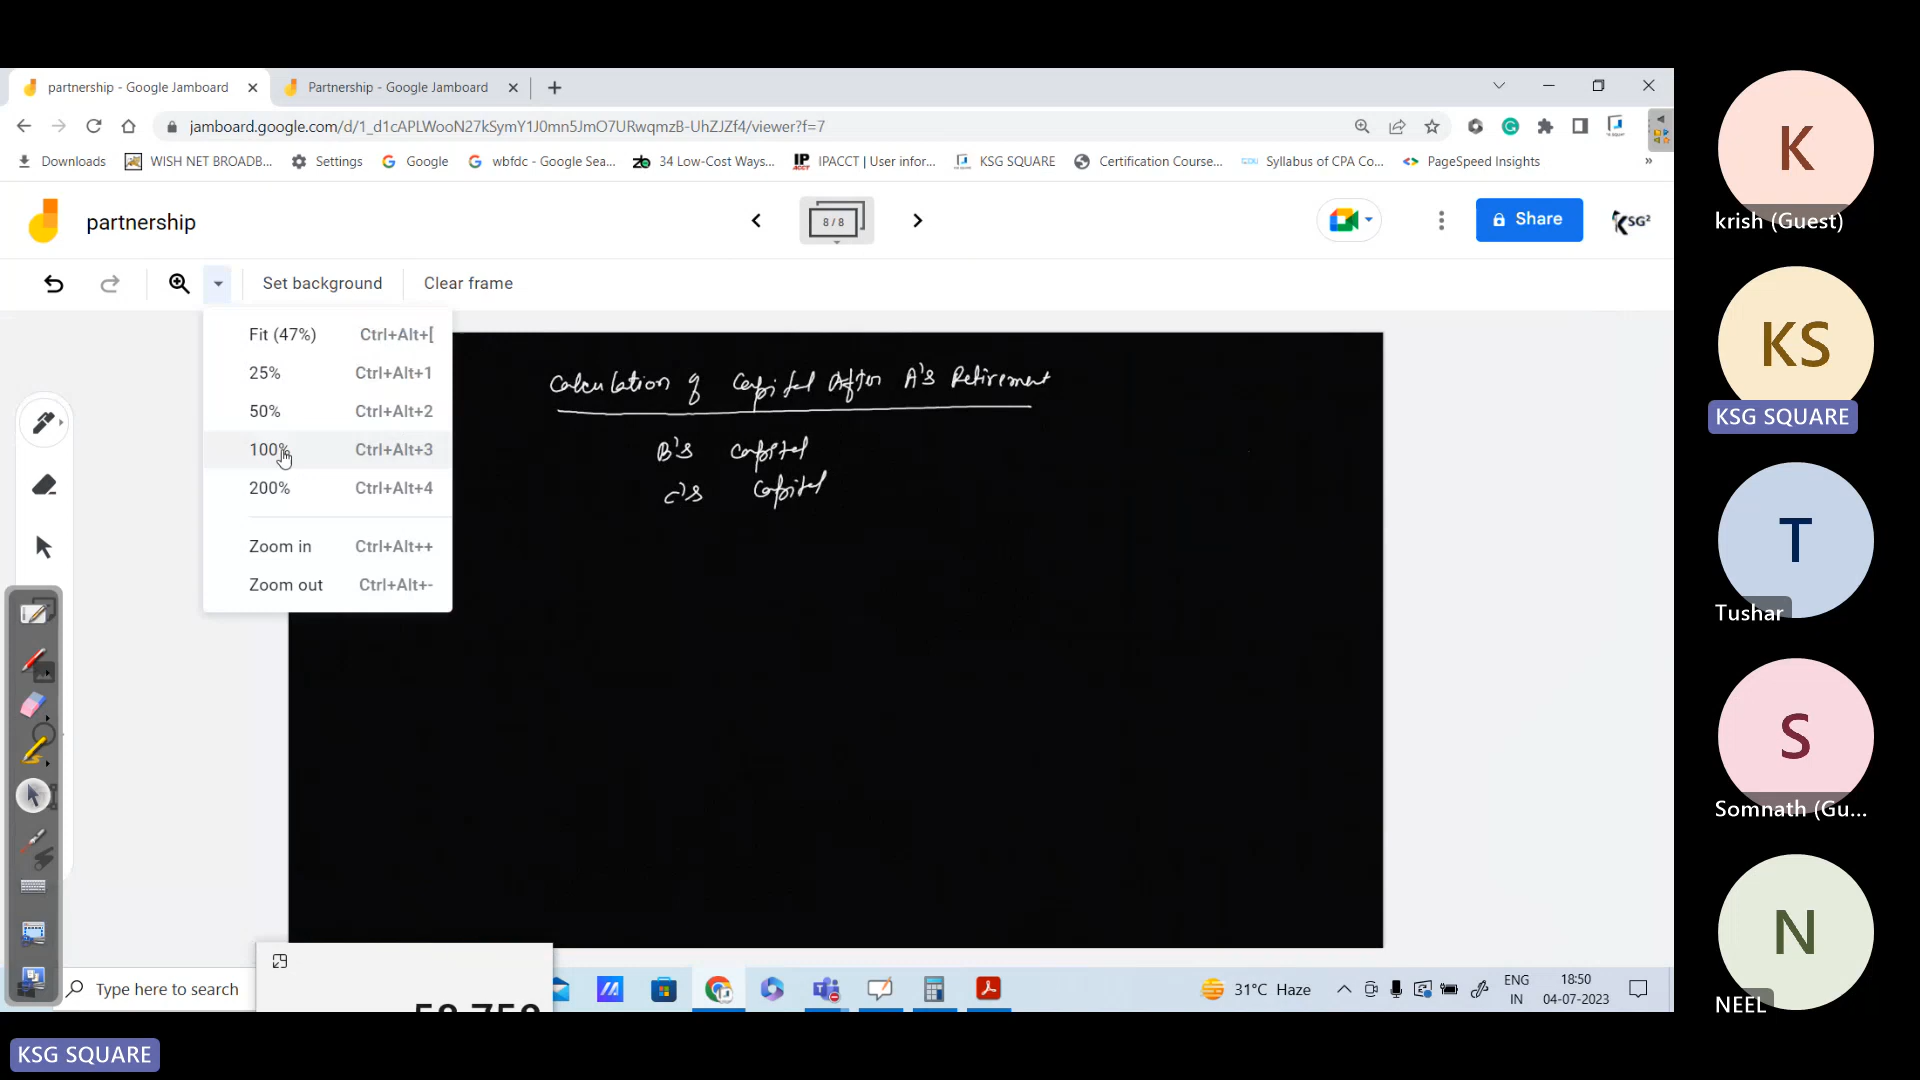 partnership - Google Jamboard
Partnership - Google Jamboard
jamboard.google.com/d/1_d1cAPLWooN27kSymY1J0mn5JmO7URwqmzB-UhZJZf4/viewer?f=7
Downloads WISH NET BROADB... Settings Google wbfdc - Google Sea... 34 Low-Cost Ways... IPACCT | User infor... KSG SQUARE Certification Course... Syllabus of CPA Co... PageSpeed Insights »
partnership
8 / 8
Share
KSG²
Set background
Clear frame
Fit (47%) Ctrl+Alt+[
25% Ctrl+Alt+1
50% Ctrl+Alt+2
100% Ctrl+Alt+3
200% Ctrl+Alt+4
Zoom in Ctrl+Alt++
Zoom out Ctrl+Alt+-
Calculation of Capital After A's Retirement
B's Capital
C's Capital
Type here to search
31°C Haze
ENG
IN
18:50
04-07-2023
K
krish (Guest)
KS
KSG SQUARE
T
Tushar
S
Somnath (Gu...
N
NEEL
KSG SQUARE